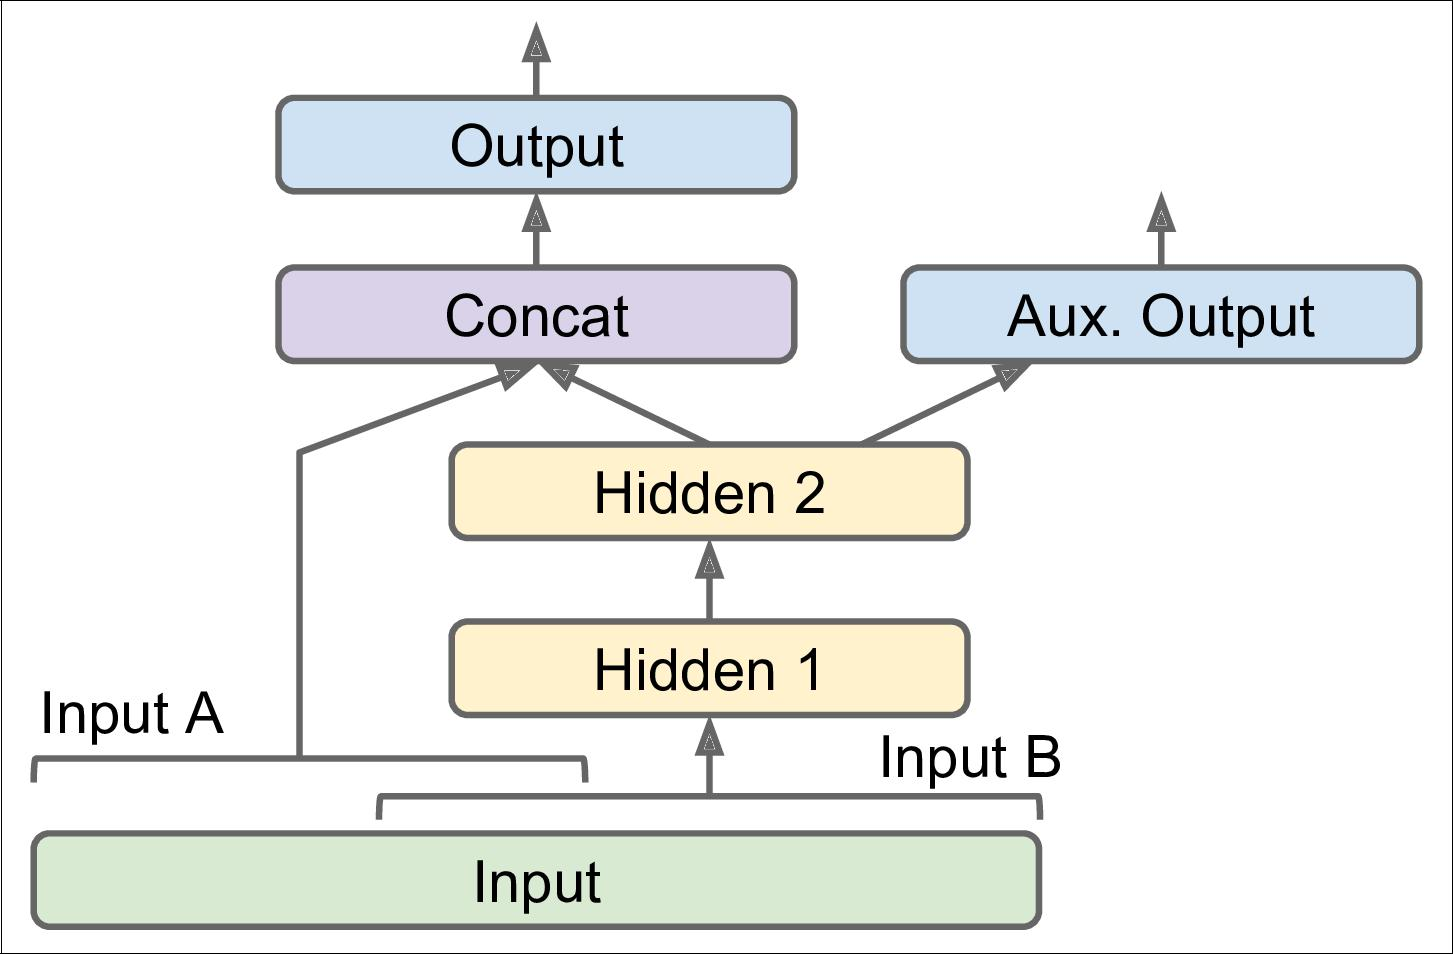 Output
Concat
Aux. Output
Hidden 2
Hidden 1
Input A
Input B
Input